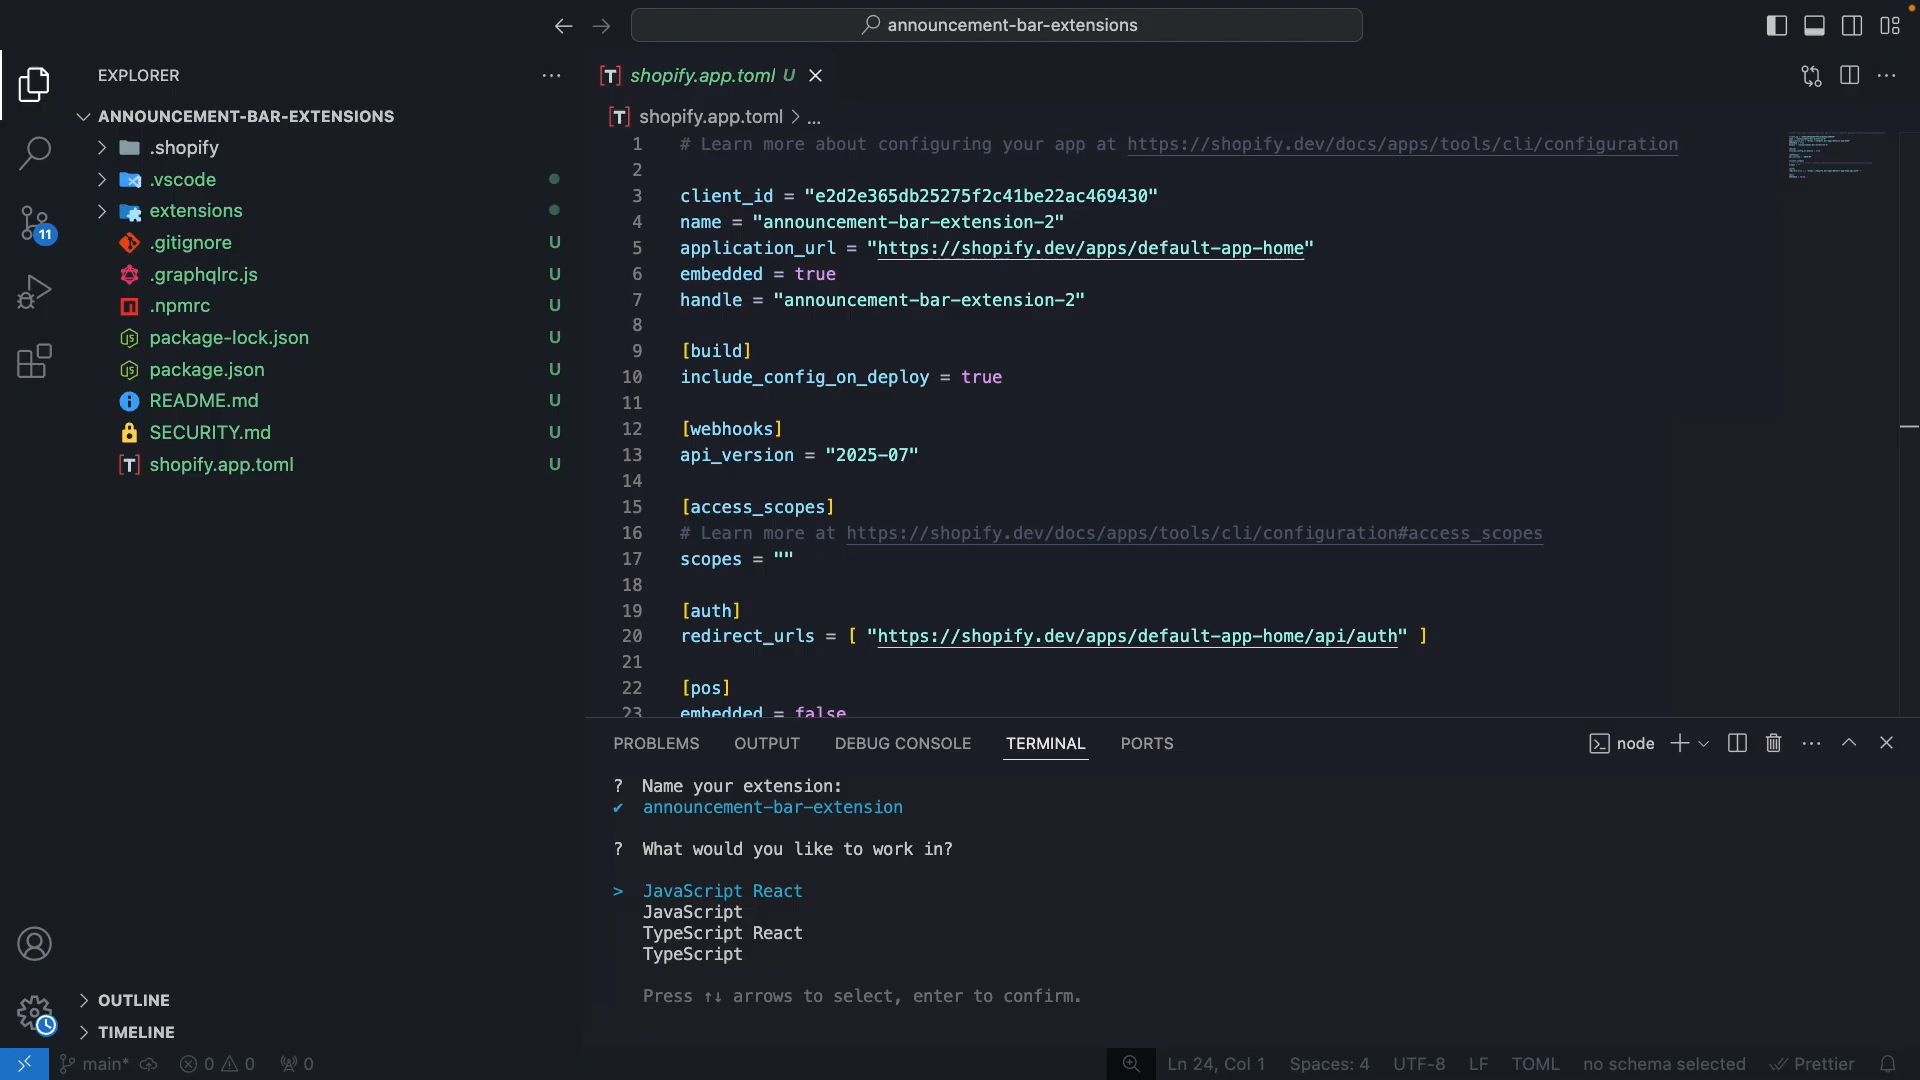 announcement-bar-extensions
EXPLORER
ANNOUNCEMENT-BAR-EXTENSIONS
.shopify
.vscode
extensions
.gitignore U
.graphqlrc.js U
.npmrc U
package-lock.json U
package.json U
README.md U
SECURITY.md U
shopify.app.toml U
OUTLINE
TIMELINE
11
[T] shopify.app.toml U
[T] shopify.app.toml > ...
1 # Learn more about configuring your app at https://shopify.dev/docs/apps/tools/cli/configuration
2
3 client_id = "e2d2e365db25275f2c41be22ac469430"
4 name = "announcement-bar-extension-2"
5 application_url = "https://shopify.dev/apps/default-app-home"
6 embedded = true
7 handle = "announcement-bar-extension-2"
8
9 [build]
10 include_config_on_deploy = true
11
12 [webhooks]
13 api_version = "2025-07"
14
15 [access_scopes]
16 # Learn more at https://shopify.dev/docs/apps/tools/cli/configuration#access_scopes
17 scopes = ""
18
19 [auth]
20 redirect_urls = [ "https://shopify.dev/apps/default-app-home/api/auth" ]
21
22 [pos]
23 embedded = false
PROBLEMS OUTPUT DEBUG CONSOLE TERMINAL PORTS
node
? Name your extension:
✔ announcement-bar-extension
? What would you like to work in?
> JavaScript React
JavaScript
TypeScript React
TypeScript
Press ↑↓ arrows to select, enter to confirm.
main* 0 0 0
Ln 24, Col 1 Spaces: 4 UTF-8 LF TOML no schema selected Prettier